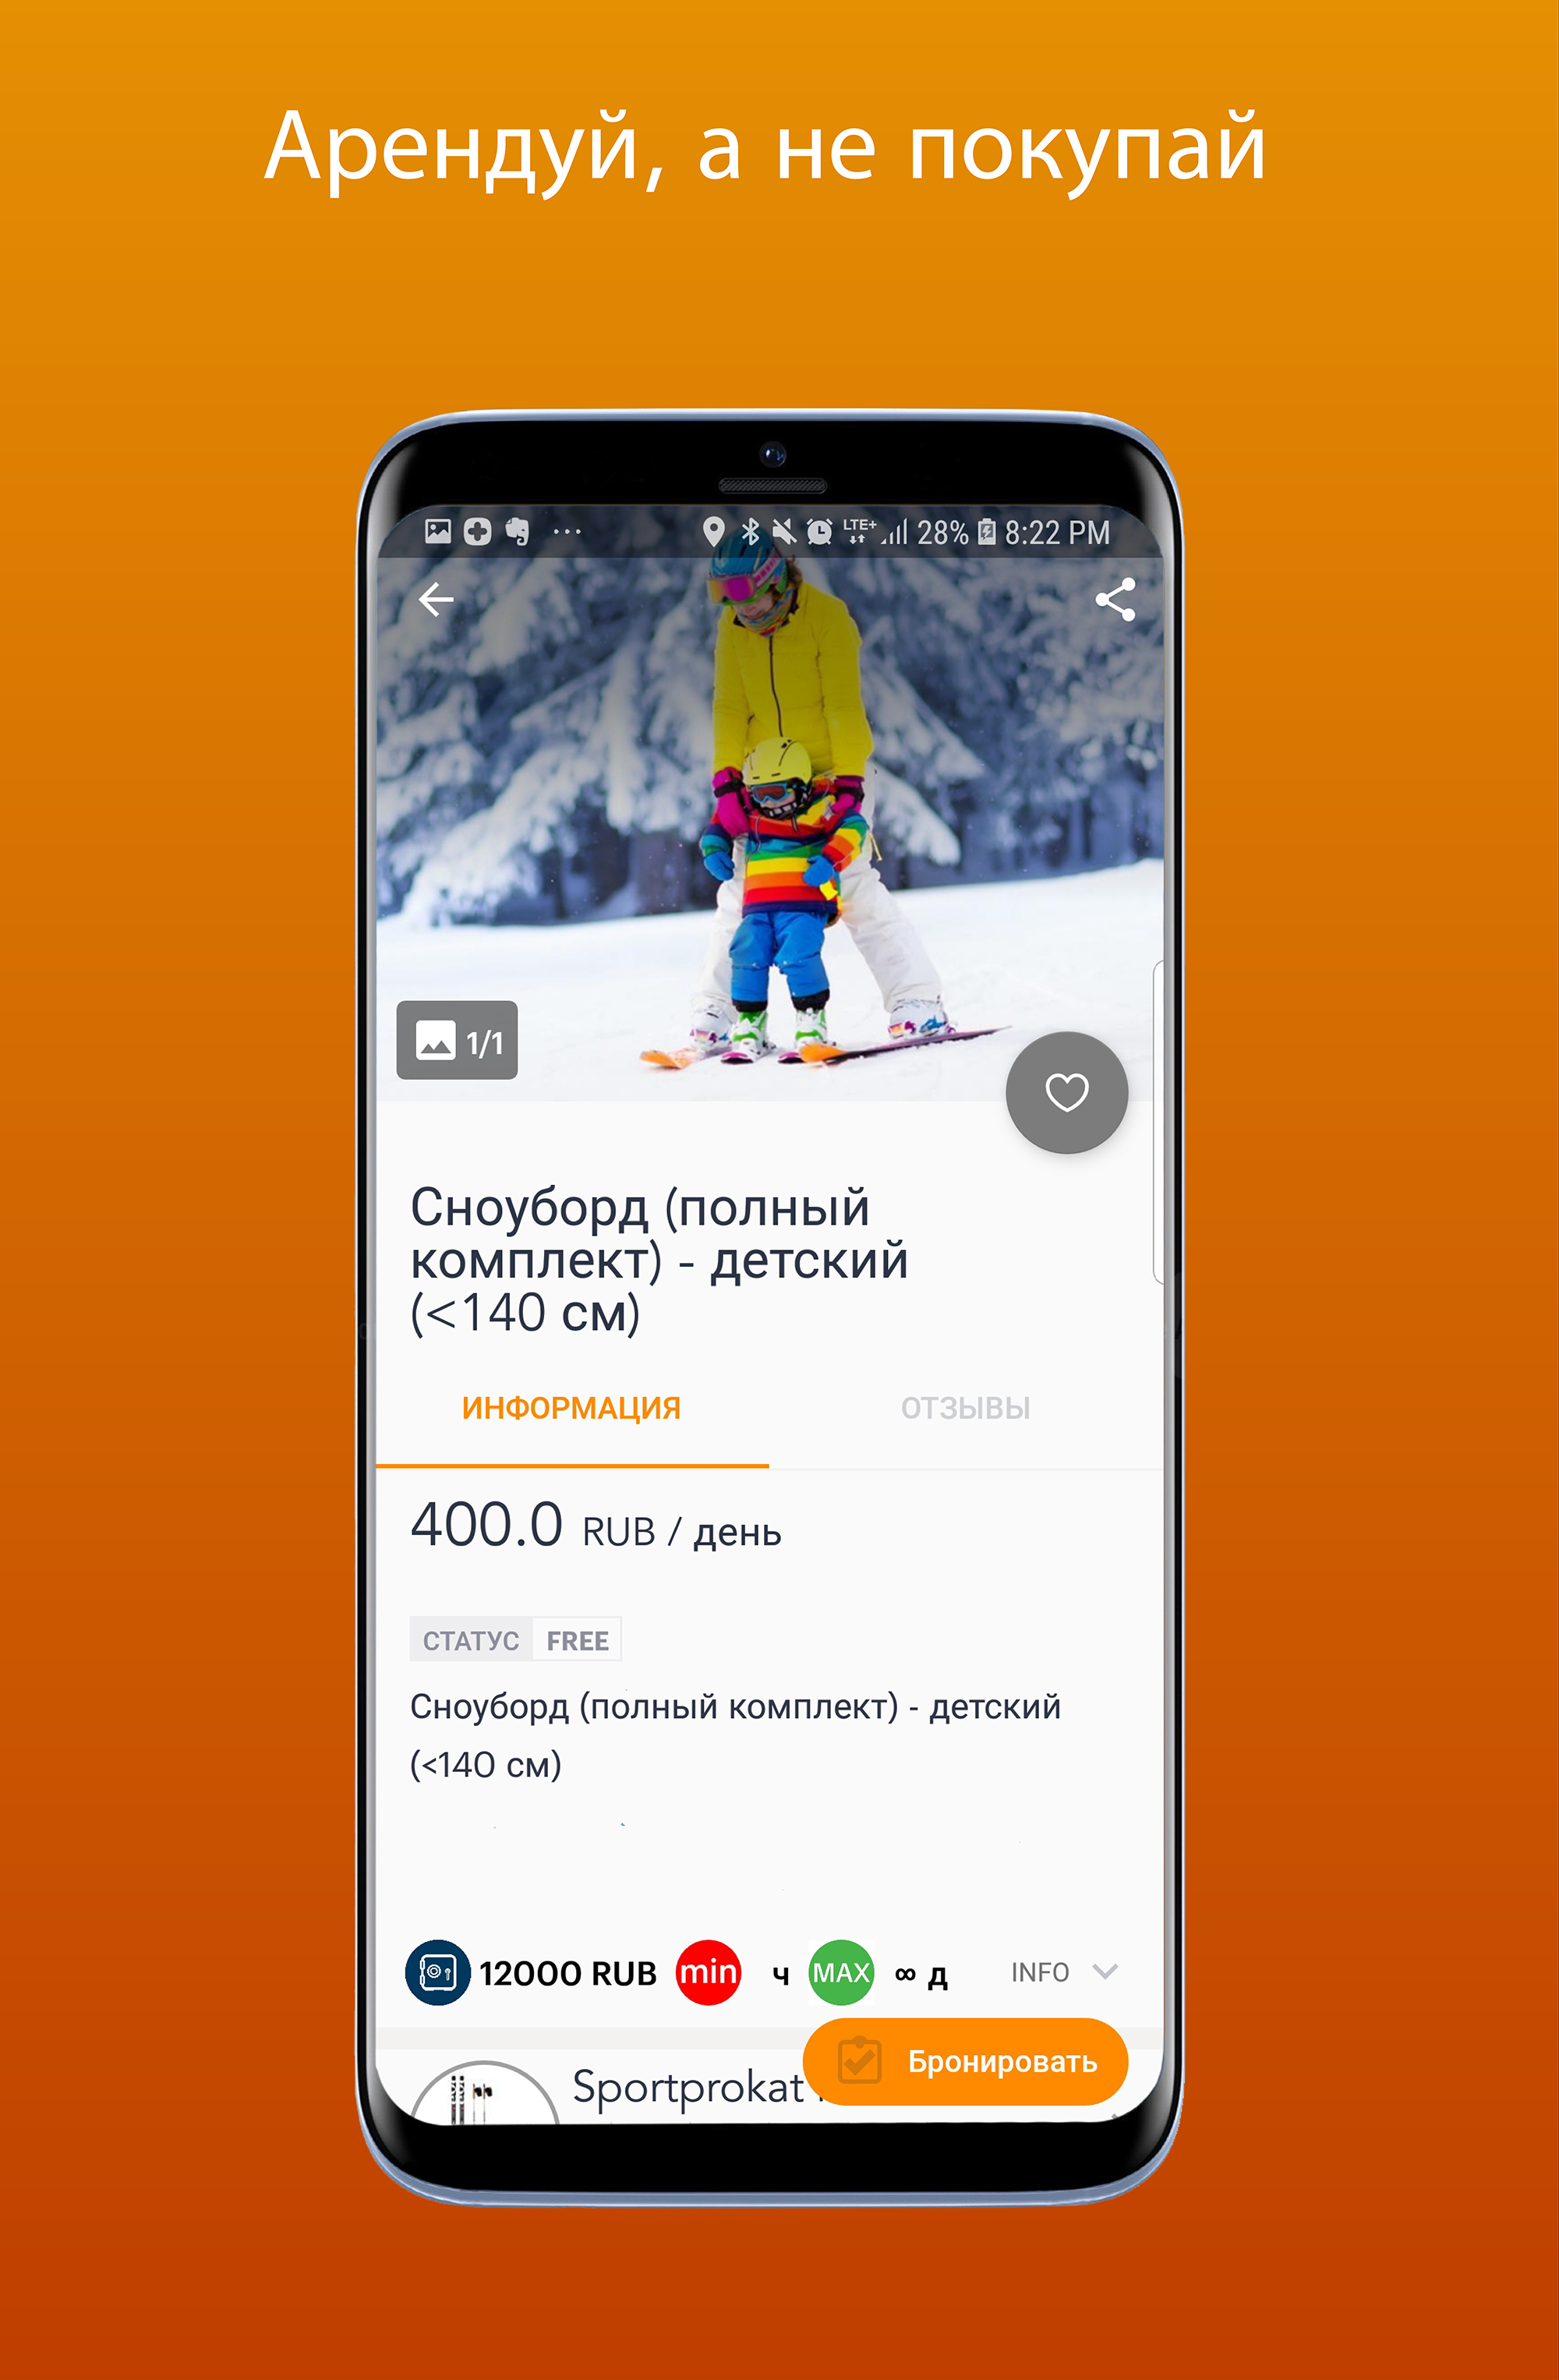 Арендуй, а не покупай
LTE+ 28% 8:22 PM
1/1
Сноуборд (полный
комплект) - детский
(<140 см)
ИНФОРМАЦИЯ ОТЗЫВЫ
400.0 RUB / день
СТАТУС FREE
Сноуборд (полный комплект) - детский
(<140 см)
12000 RUB min ч MAX ∞ д INFO
Бронировать
Sportprokat